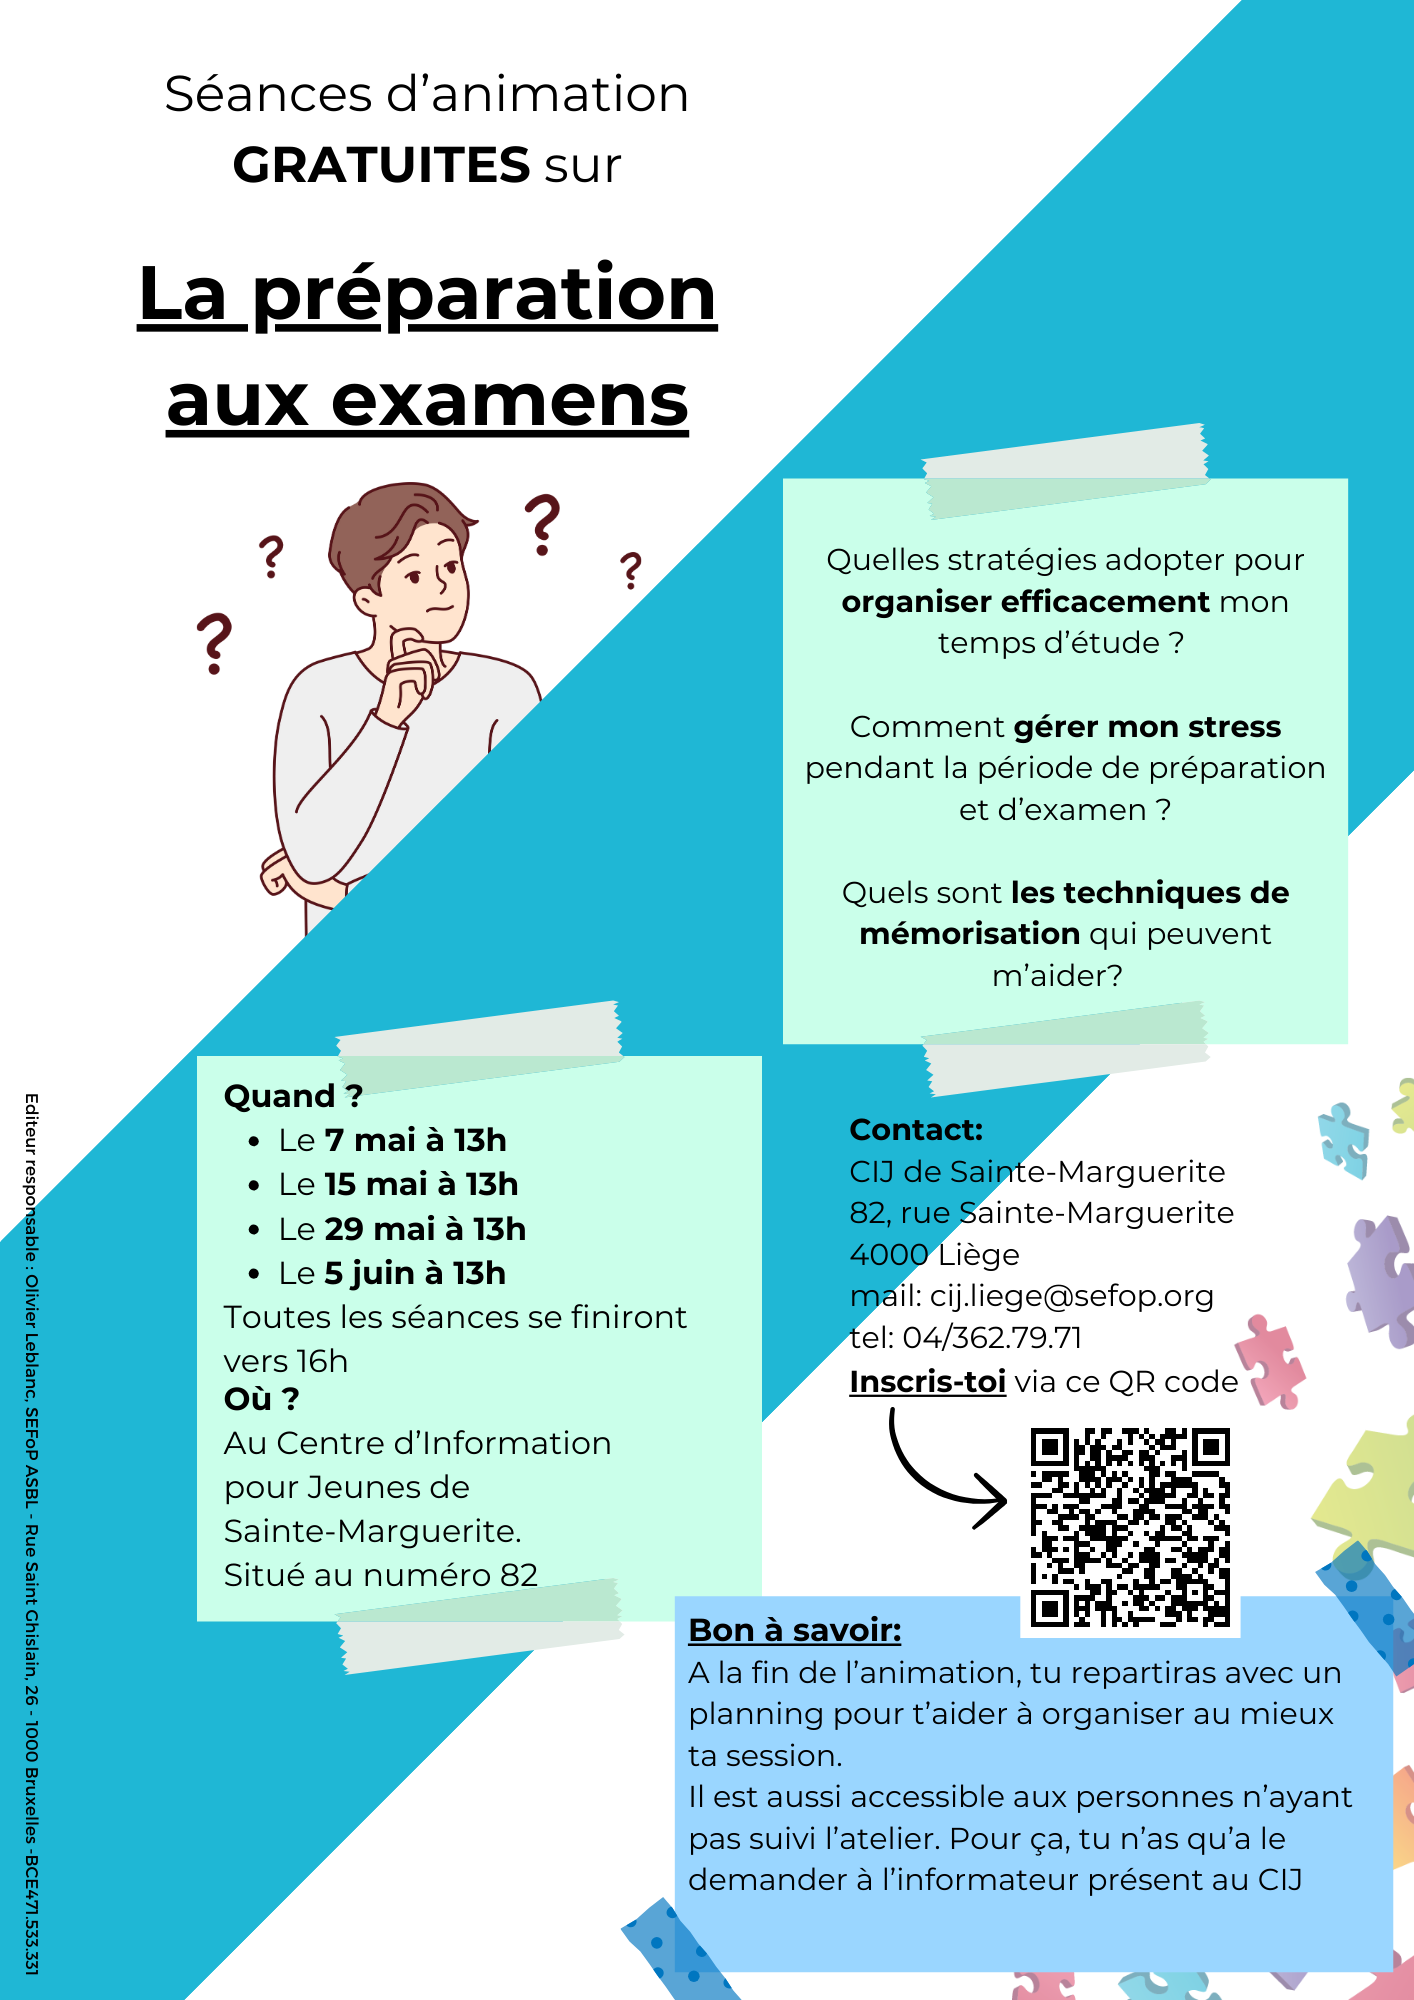 Séances d’animation
GRATUITES sur
La préparation
aux examens
? ? ? ?
Quelles stratégies adopter pour
organiser efficacement mon
temps d’étude ?
Comment gérer mon stress
pendant la période de préparation
et d’examen ?
Quels sont les techniques de
mémorisation qui peuvent
m’aider?
Quand ?
• Le 7 mai à 13h
• Le 15 mai à 13h
• Le 29 mai à 13h
• Le 5 juin à 13h
Toutes les séances se finiront
vers 16h
Où ?
Au Centre d’Information
pour Jeunes de
Sainte-Marguerite.
Situé au numéro 82
Contact:
CIJ de Sainte-Marguerite
82, rue Sainte-Marguerite
4000 Liège
mail: cij.liege@sefop.org
tel: 04/362.79.71
Inscris-toi via ce QR code
Bon à savoir:
A la fin de l’animation, tu repartiras avec un
planning pour t’aider à organiser au mieux
ta session.
Il est aussi accessible aux personnes n’ayant
pas suivi l’atelier. Pour ça, tu n’as qu’a le
demander à l’informateur présent au CIJ
Editeur responsable : Olivier Leblanc, SEFoP ASBL - Rue Saint Ghislain, 26 - 1000 Bruxelles -BCE471.533.331